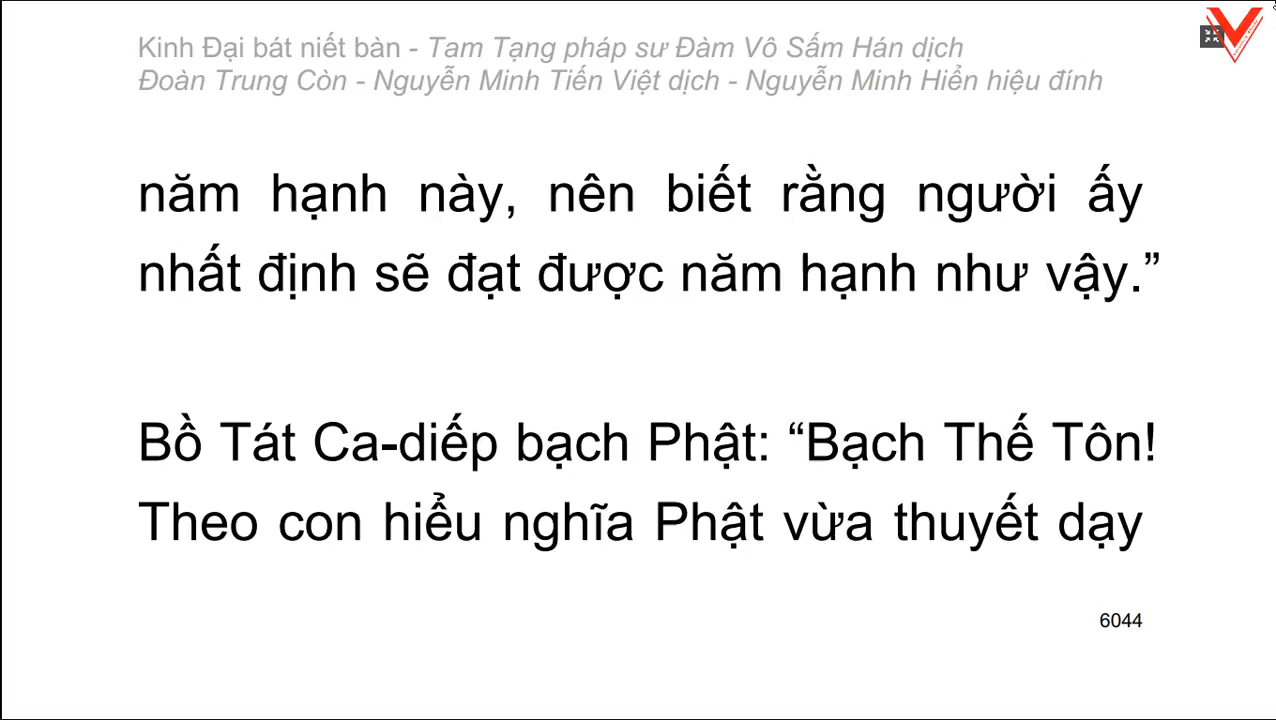 Kinh Đại bát niết bàn - Tam Tạng pháp sư Đàm Vô Sấm Hán dịch
Đoàn Trung Còn - Nguyễn Minh Tiến Việt dịch - Nguyễn Minh Hiển hiệu đính
năm hạnh này, nên biết rằng người ấy
nhất định sẽ đạt được năm hạnh như vậy.”
Bồ Tát Ca-diếp bạch Phật: “Bạch Thế Tôn!
Theo con hiểu nghĩa Phật vừa thuyết dạy
6044